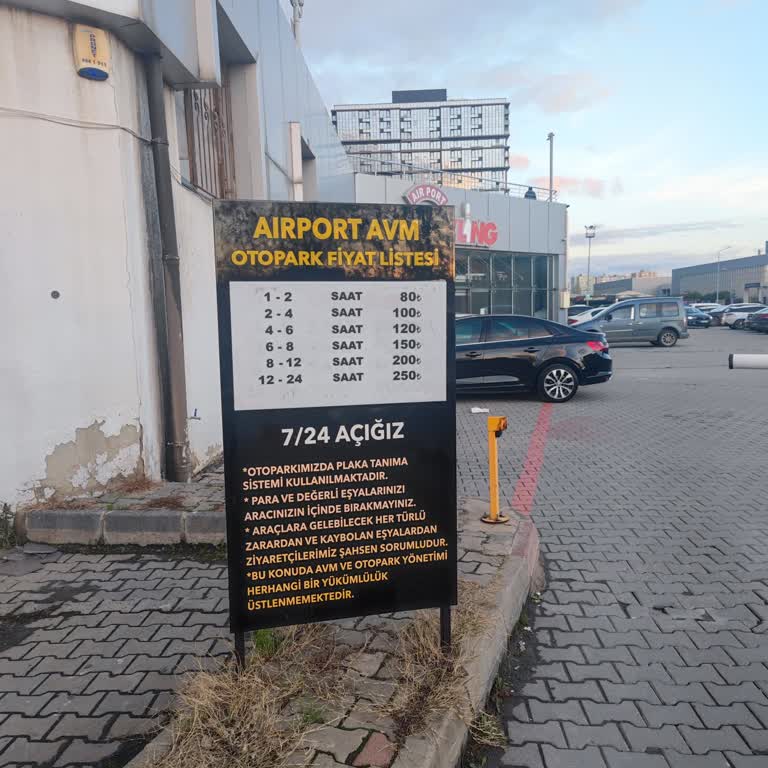 AIR PORT
LING
AIRPORT AVM
OTOPARK FİYAT LİSTESİ
1 - 2 SAAT 80₺
2 - 4 SAAT 100₺
4 - 6 SAAT 120₺
6 - 8 SAAT 150₺
8 - 12 SAAT 200₺
12 - 24 SAAT 250₺
7/24 AÇIĞIZ
*OTOPARKIMIZDA PLAKA TANIMA
SİSTEMİ KULLANILMAKTADIR.
* PARA VE DEĞERLİ EŞYALARINIZI
ARACINIZIN İÇİNDE BIRAKMAYINIZ.
* ARAÇLARA GELEBİLECEK HER TÜRLÜ
ZARARDAN VE KAYBOLAN EŞYALARDAN
ZİYARETÇİLERİMİZ ŞAHSEN SORUMLUDUR.
*BU KONUDA AVM VE OTOPARK YÖNETİMİ
HERHANGİ BİR YÜKÜMLÜLÜK
ÜSTLENMEMEKTEDİR.